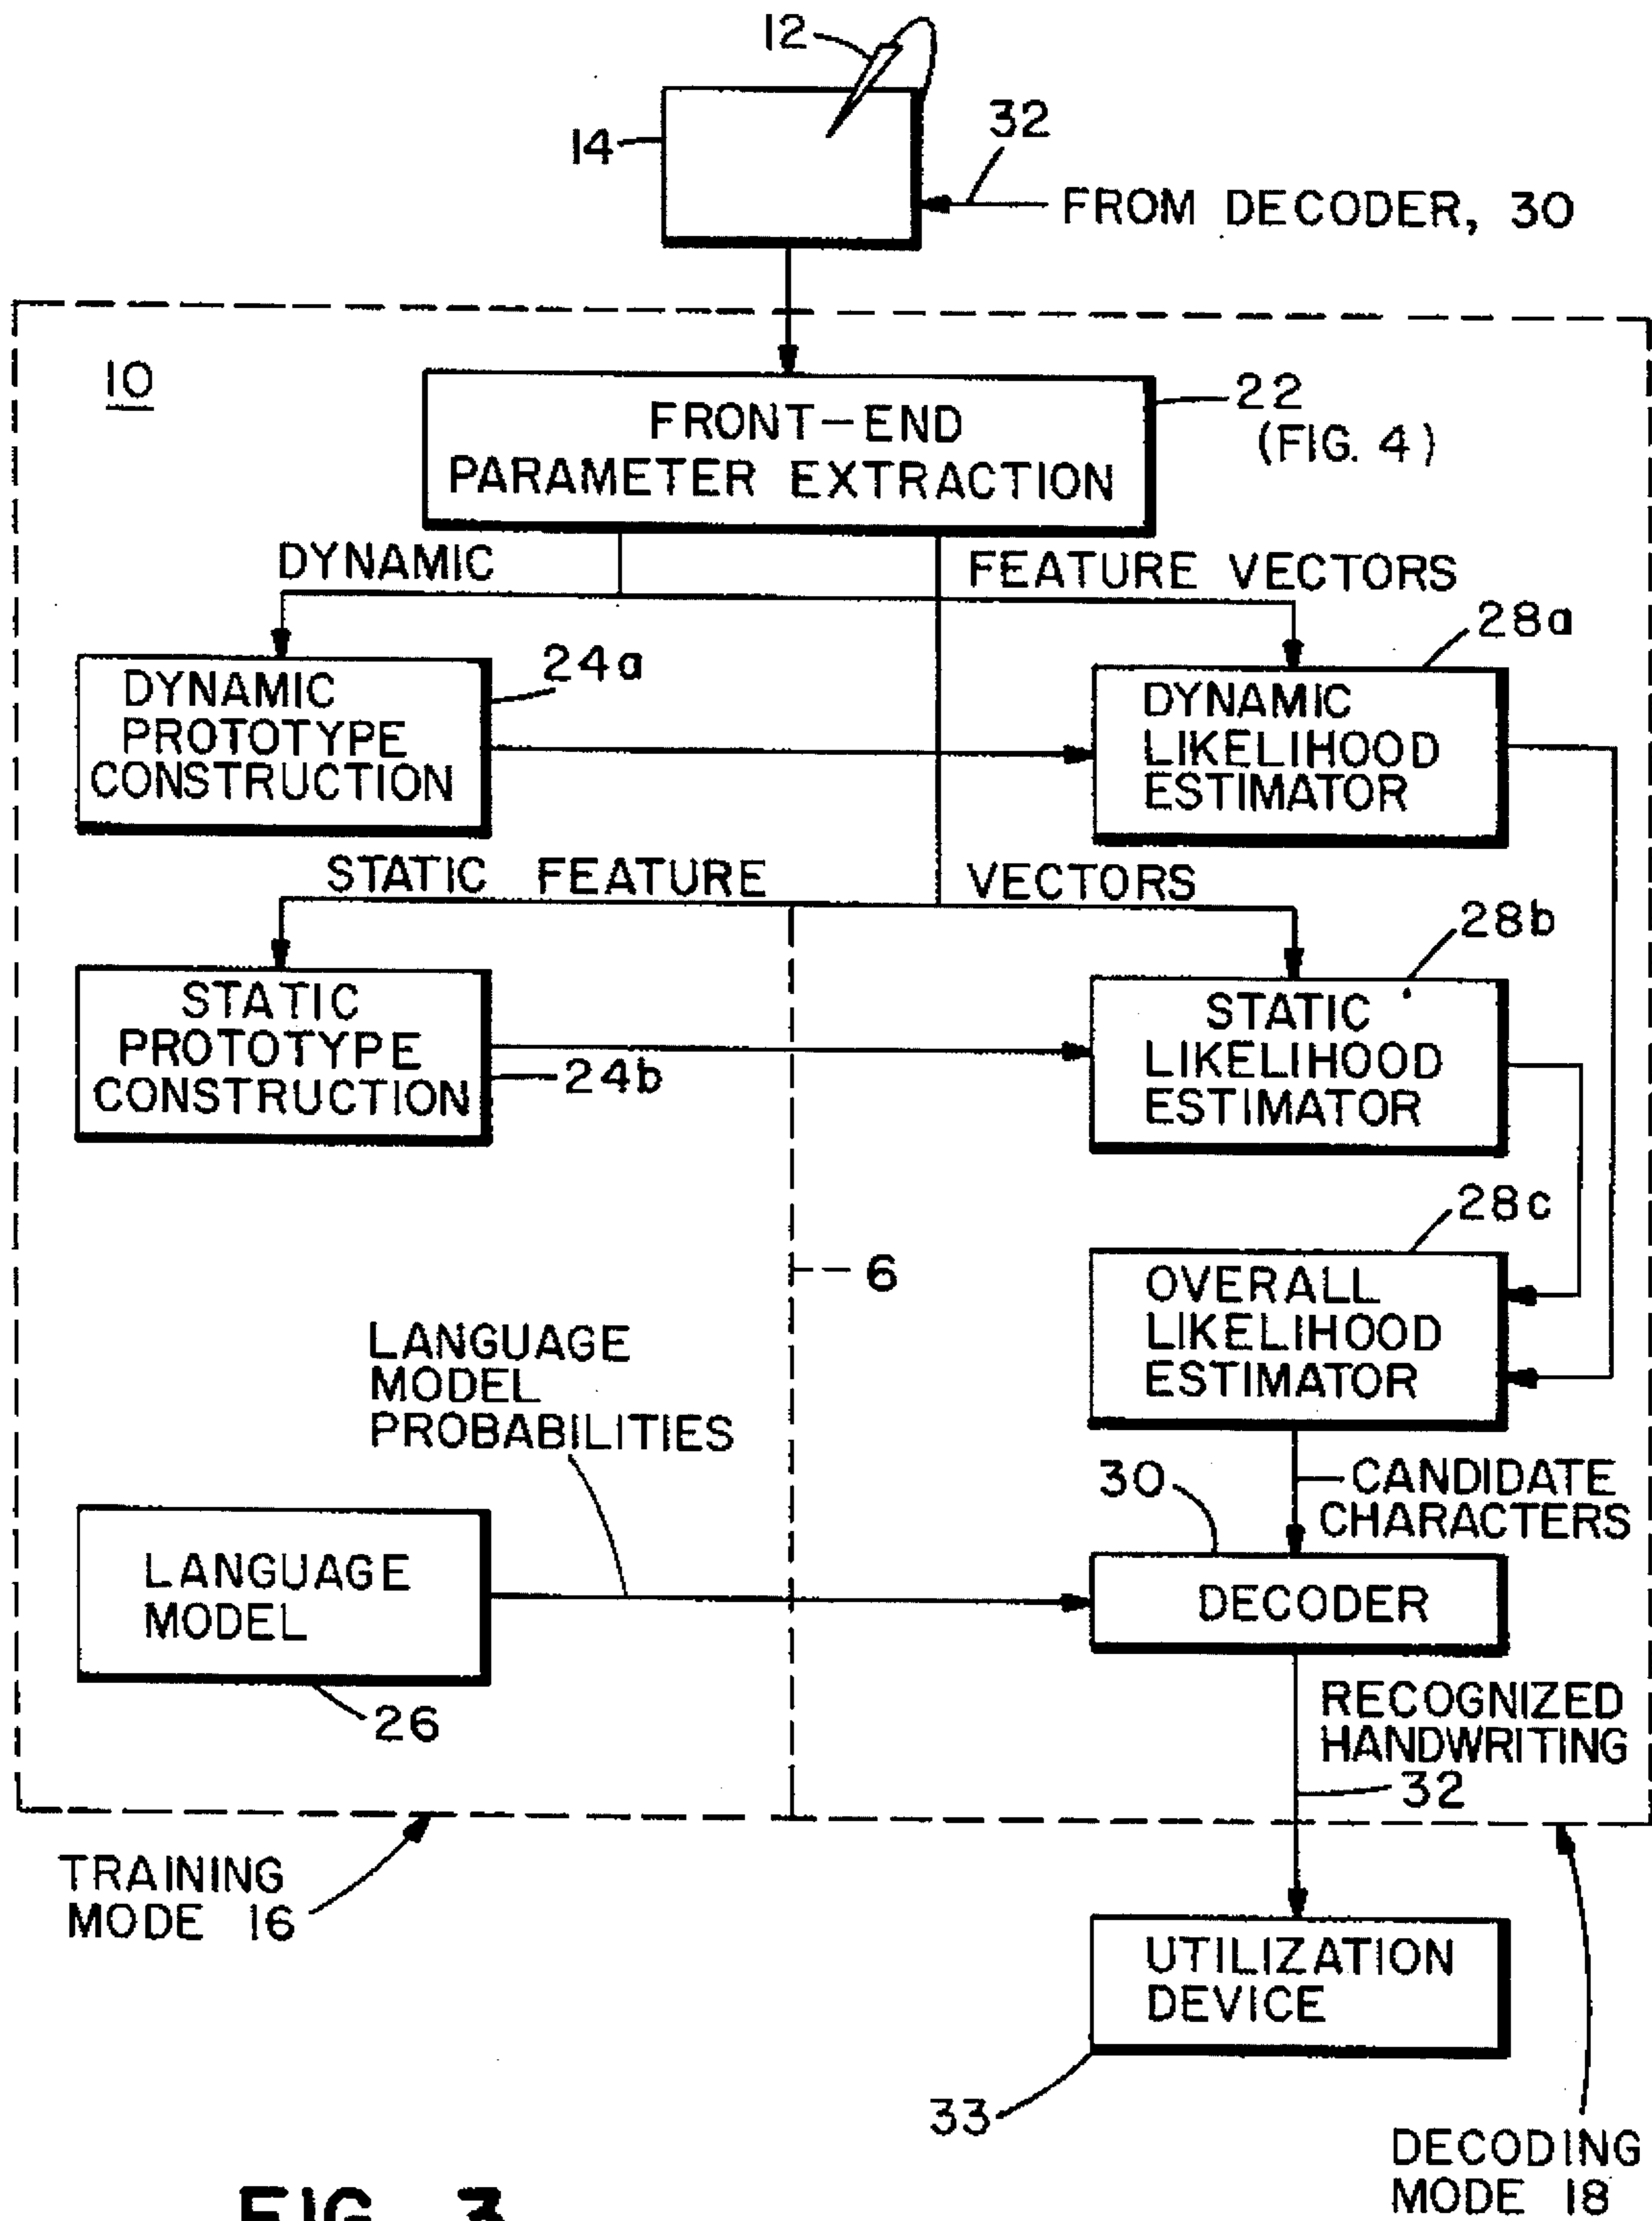 12
14
32
FROM DECODER, 30
10
FRONT-END
PARAMETER EXTRACTION
22
(FIG. 4)
DYNAMIC FEATURE VECTORS
24a
28a
DYNAMIC
PROTOTYPE
CONSTRUCTION
DYNAMIC
LIKELIHOOD
ESTIMATOR
STATIC FEATURE VECTORS
28b
STATIC
PROTOTYPE
CONSTRUCTION
24b
STATIC
LIKELIHOOD
ESTIMATOR
28c
6
OVERALL
LIKELIHOOD
ESTIMATOR
LANGUAGE
MODEL
PROBABILITIES
30
CANDIDATE
CHARACTERS
LANGUAGE
MODEL
DECODER
26
RECOGNIZED
HANDWRITING
32
TRAINING
MODE 16
UTILIZATION
DEVICE
33
DECODING
MODE 18
FIG. 3